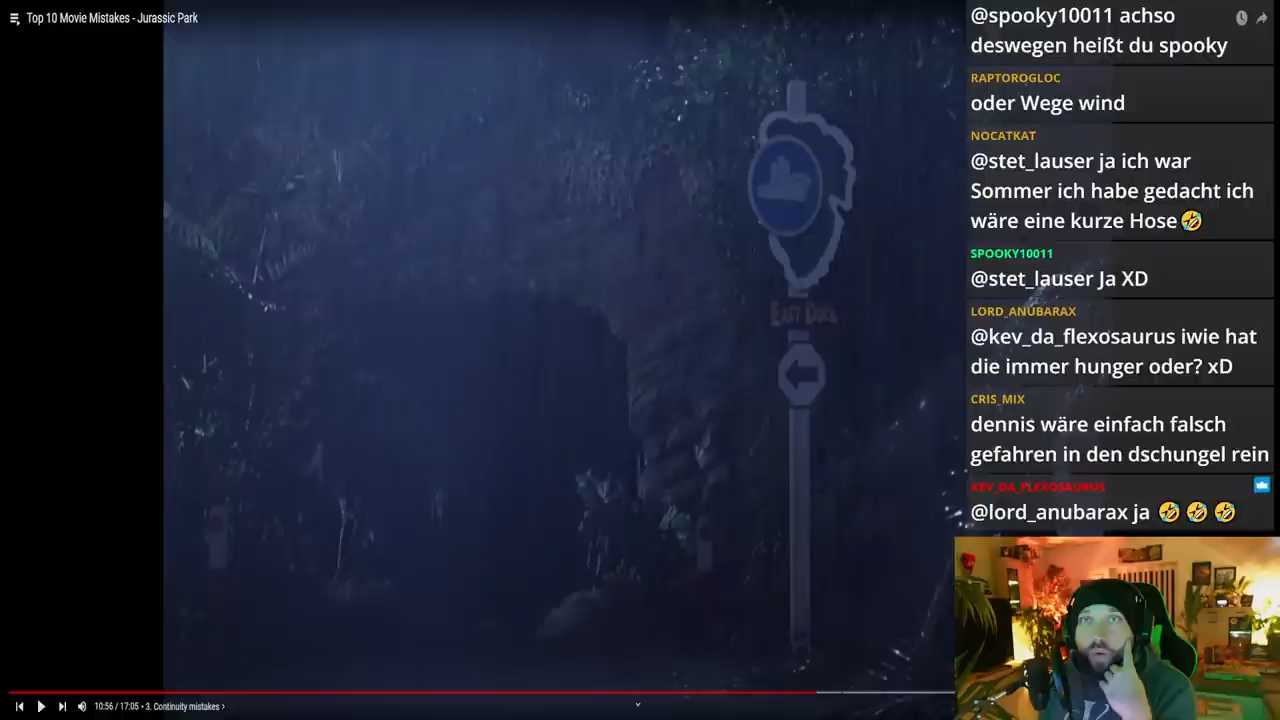 Top 10 Movie Mistakes - Jurassic Park
EAST DOCK
10:56 / 17:05 • 3. Continuity mistakes ›
@spooky10011 achso
deswegen heißt du spooky
RAPTOROGLOC
oder Wege wind
NOCATKAT
@stet_lauser ja ich war
Sommer ich habe gedacht ich
wäre eine kurze Hose🤣
SPOOKY10011
@stet_lauser Ja XD
LORD_ANUBARAX
@kev_da_flexosaurus iwie hat
die immer hunger oder? xD
CRIS_MIX
dennis wäre einfach falsch
gefahren in den dschungel rein
KEV_DA_FLEXOSAURUS
@lord_anubarax ja 🤣 🤣 🤣